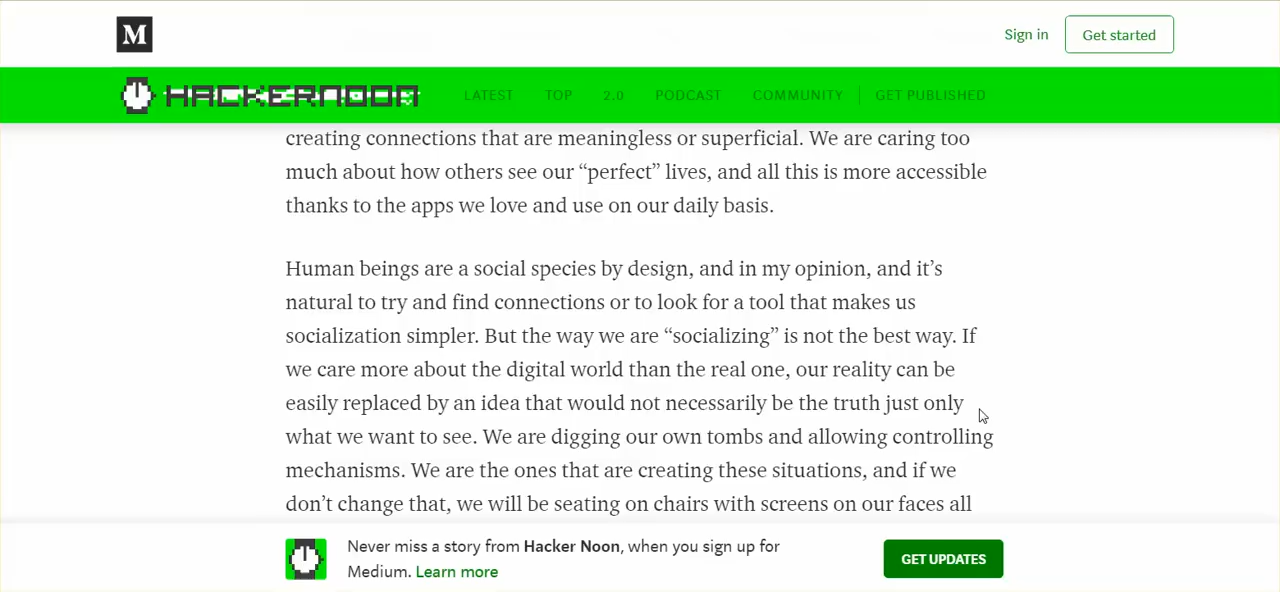 M
Sign in
Get started
HACKERNOON
LATEST TOP 2.0 PODCAST COMMUNITY GET PUBLISHED
creating connections that are meaningless or superficial. We are caring too
much about how others see our “perfect” lives, and all this is more accessible
thanks to the apps we love and use on our daily basis.
Human beings are a social species by design, and in my opinion, and it’s
natural to try and find connections or to look for a tool that makes us
socialization simpler. But the way we are “socializing” is not the best way. If
we care more about the digital world than the real one, our reality can be
easily replaced by an idea that would not necessarily be the truth just only
what we want to see. We are digging our own tombs and allowing controlling
mechanisms. We are the ones that are creating these situations, and if we
don’t change that, we will be seating on chairs with screens on our faces all
Never miss a story from Hacker Noon, when you sign up for
Medium. Learn more
GET UPDATES